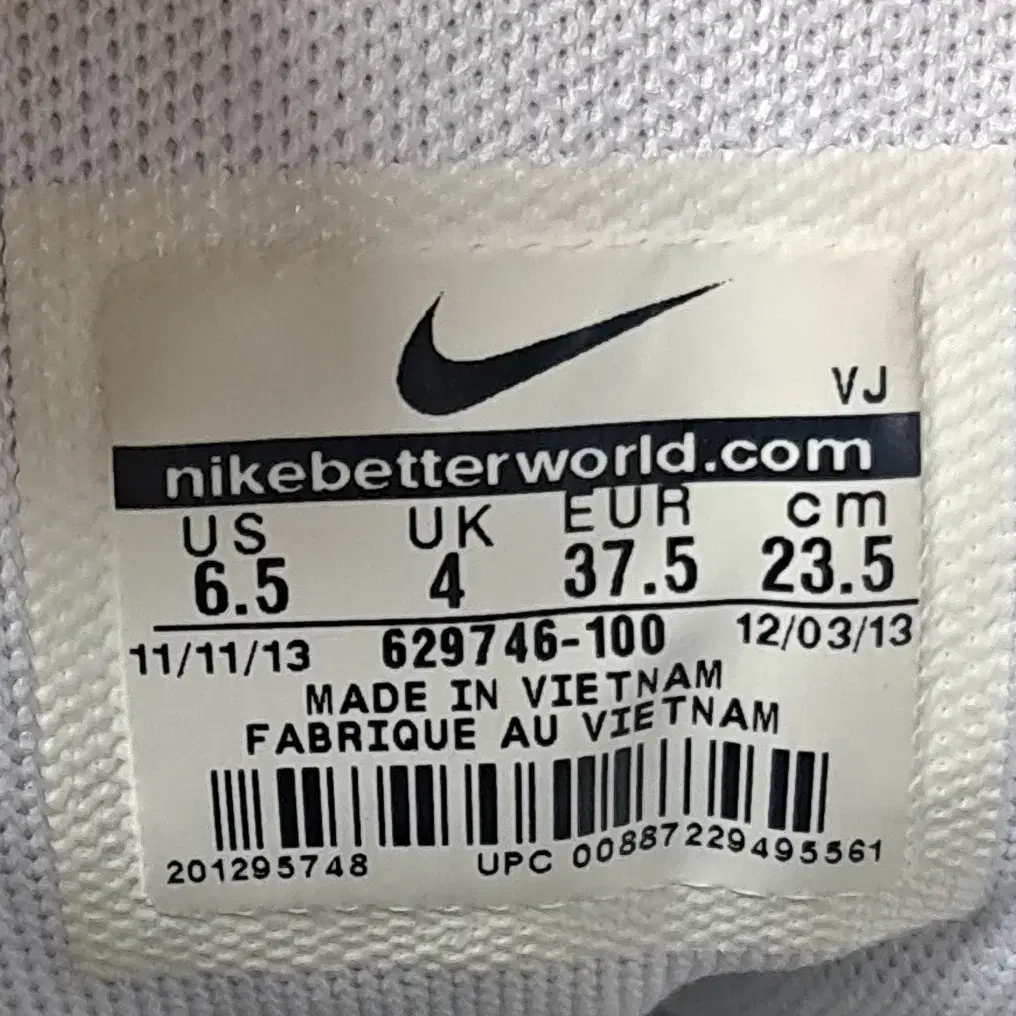 VJ
nikebetterworld.com
US UK EUR cm
6.5 4 37.5 23.5
11/11/13 629746-100 12/03/13
MADE IN VIETNAM
FABRIQUE AU VIETNAM
201295748 UPC 00887229495561